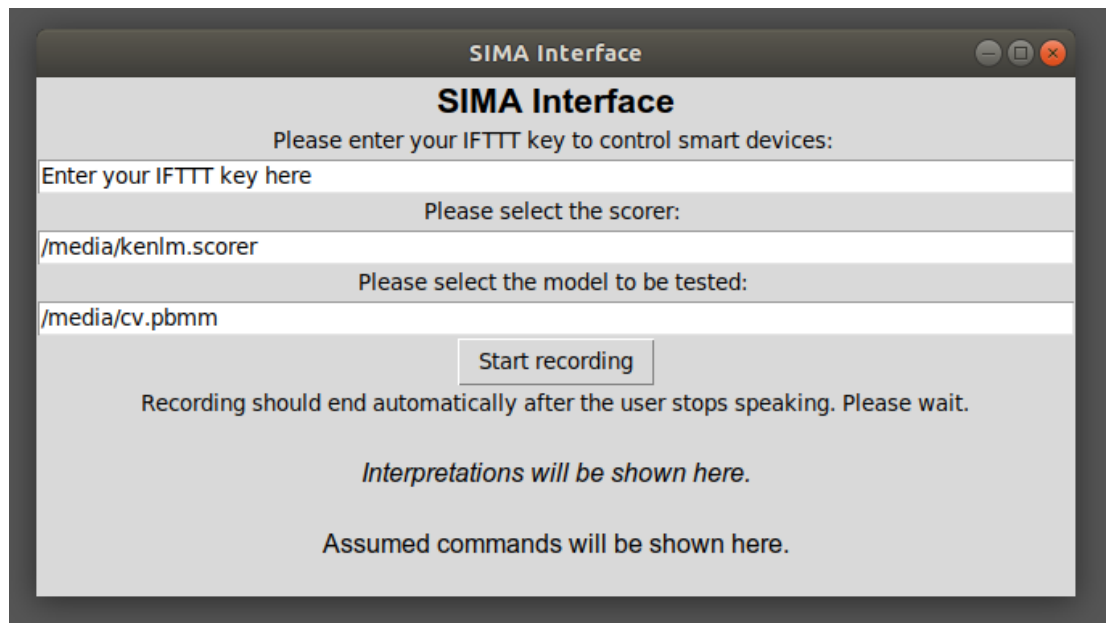 SIMA Interface
SIMA Interface
Please enter your IFTTT key to control smart devices:
Enter your IFTTT key here
Please select the scorer:
/media/kenlm.scorer
Please select the model to be tested:
/media/cv.pbmm
Start recording
Recording should end automatically after the user stops speaking. Please wait.
Interpretations will be shown here.
Assumed commands will be shown here.